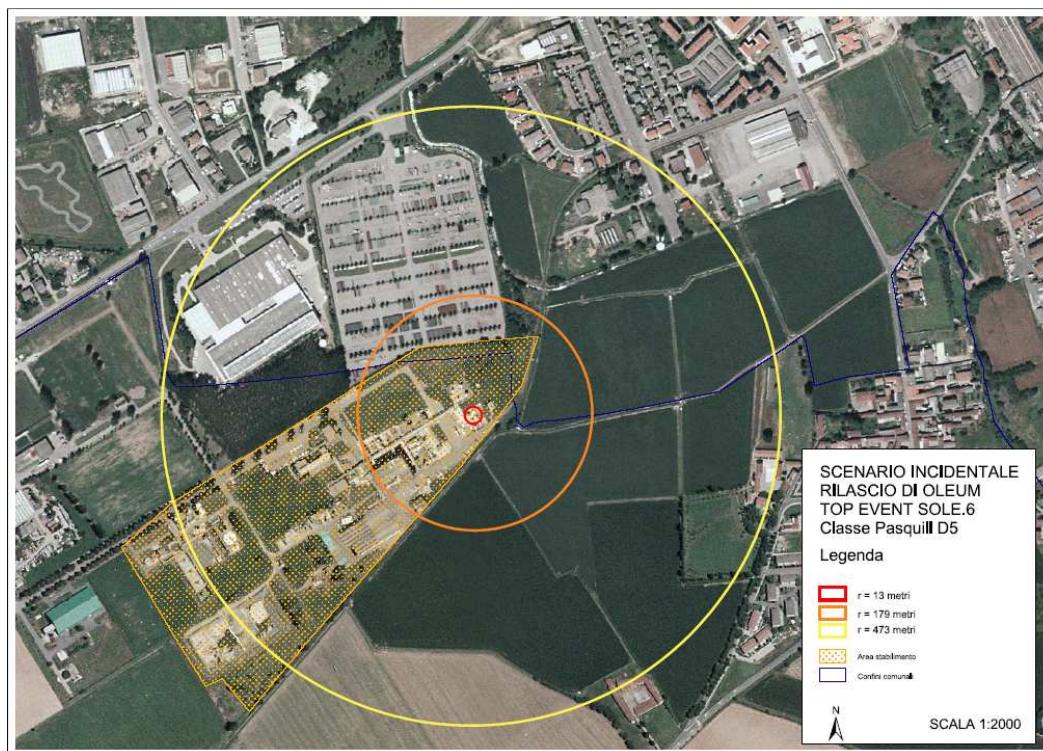 SCENARIO INCIDENTALE
RILASCIO DI OLEUM
TOP EVENT SOLE.6
Classe Pasquill D5
Legenda
r = 13 metri
r = 179 metri
r = 473 metri
Area stabilimento
Confini comunali
N
SCALA 1:2000